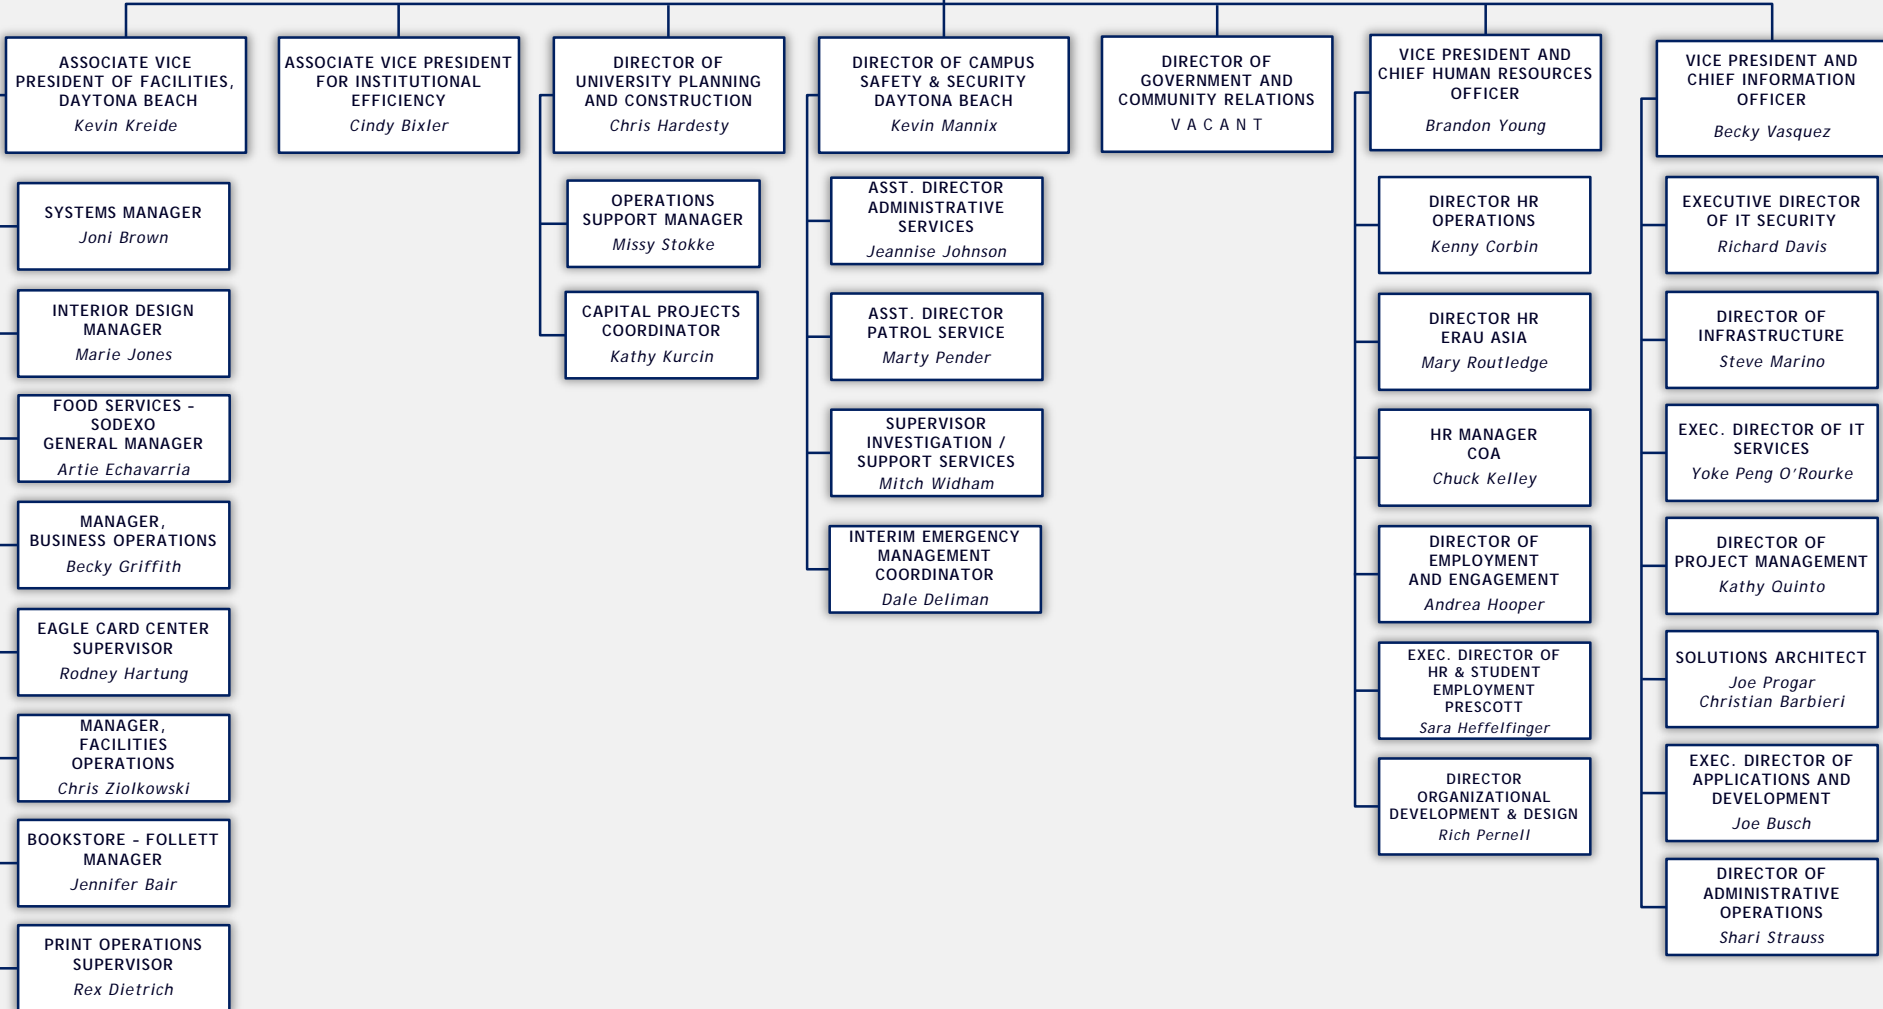 ASSOCIATE VICE
PRESIDENT OF FACILITIES,
DAYTONA BEACH
Kevin Kreide
SYSTEMS MANAGER
Joni Brown
INTERIOR DESIGN
MANAGER
Marie Jones
FOOD SERVICES -
SODEXO
GENERAL MANAGER
Artie Echavarria
MANAGER,
BUSINESS OPERATIONS
Becky Griffith
EAGLE CARD CENTER
SUPERVISOR
Rodney Hartung
MANAGER,
FACILITIES
OPERATIONS
Chris Ziolkowski
BOOKSTORE - FOLLETT
MANAGER
Jennifer Bair
PRINT OPERATIONS
SUPERVISOR
Rex Dietrich
ASSOCIATE VICE PRESIDENT
FOR INSTITUTIONAL
EFFICIENCY
Cindy Bixler
DIRECTOR OF
UNIVERSITY PLANNING
AND CONSTRUCTION
Chris Hardesty
OPERATIONS
SUPPORT MANAGER
Missy Stokke
CAPITAL PROJECTS
COORDINATOR
Kathy Kurcin
DIRECTOR OF CAMPUS
SAFETY & SECURITY
DAYTONA BEACH
Kevin Mannix
ASST. DIRECTOR
ADMINISTRATIVE
SERVICES
Jeannise Johnson
ASST. DIRECTOR
PATROL SERVICE
Marty Pender
SUPERVISOR
INVESTIGATION /
SUPPORT SERVICES
Mitch Widham
INTERIM EMERGENCY
MANAGEMENT
COORDINATOR
Dale Deliman
DIRECTOR OF
GOVERNMENT AND
COMMUNITY RELATIONS
VACANT
VICE PRESIDENT AND
CHIEF HUMAN RESOURCES
OFFICER
Brandon Young
DIRECTOR HR
OPERATIONS
Kenny Corbin
DIRECTOR HR
ERAU ASIA
Mary Routledge
HR MANAGER
COA
Chuck Kelley
DIRECTOR OF
EMPLOYMENT
AND ENGAGEMENT
Andrea Hooper
EXEC. DIRECTOR OF
HR & STUDENT
EMPLOYMENT
PRESCOTT
Sara Heffelfinger
DIRECTOR
ORGANIZATIONAL
DEVELOPMENT & DESIGN
Rich Pernell
VICE PRESIDENT AND
CHIEF INFORMATION
OFFICER
Becky Vasquez
EXECUTIVE DIRECTOR
OF IT SECURITY
Richard Davis
DIRECTOR OF
INFRASTRUCTURE
Steve Marino
EXEC. DIRECTOR OF IT
SERVICES
Yoke Peng O’Rourke
DIRECTOR OF
PROJECT MANAGEMENT
Kathy Quinto
SOLUTIONS ARCHITECT
Joe Progar
Christian Barbieri
EXEC. DIRECTOR OF
APPLICATIONS AND
DEVELOPMENT
Joe Busch
DIRECTOR OF
ADMINISTRATIVE
OPERATIONS
Shari Strauss